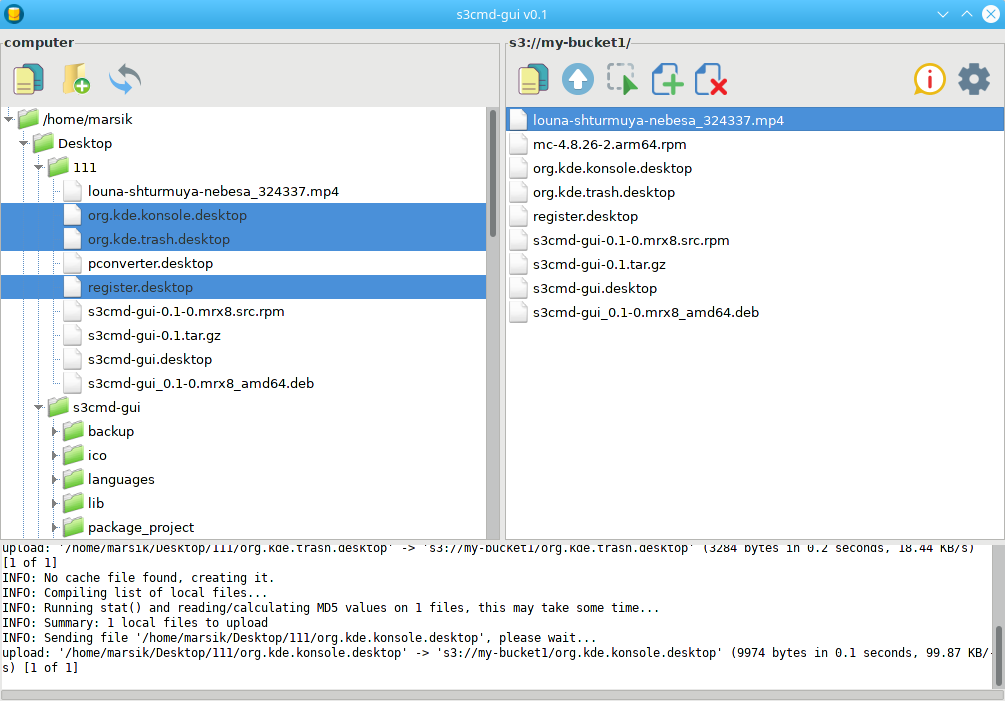 s3cmd-gui v0.1
computer
/home/marsik
Desktop
111
louna-shturmuya-nebesa_324337.mp4
org.kde.konsole.desktop
org.kde.trash.desktop
pconverter.desktop
register.desktop
s3cmd-gui-0.1-0.mrx8.src.rpm
s3cmd-gui-0.1.tar.gz
s3cmd-gui.desktop
s3cmd-gui_0.1-0.mrx8_amd64.deb
s3cmd-gui
backup
ico
languages
lib
package_project
s3://my-bucket1/
louna-shturmuya-nebesa_324337.mp4
mc-4.8.26-2.arm64.rpm
org.kde.konsole.desktop
org.kde.trash.desktop
register.desktop
s3cmd-gui-0.1-0.mrx8.src.rpm
s3cmd-gui-0.1.tar.gz
s3cmd-gui.desktop
s3cmd-gui_0.1-0.mrx8_amd64.deb
upload: '/home/marsik/Desktop/111/org.kde.trash.desktop' -> 's3://my-bucket1/org.kde.trash.desktop' (3284 bytes in 0.2 seconds, 18.44 KB/s)
[1 of 1]
INFO: No cache file found, creating it.
INFO: Compiling list of local files...
INFO: Running stat() and reading/calculating MD5 values on 1 files, this may take some time...
INFO: Summary: 1 local files to upload
INFO: Sending file '/home/marsik/Desktop/111/org.kde.konsole.desktop', please wait...
upload: '/home/marsik/Desktop/111/org.kde.konsole.desktop' -> 's3://my-bucket1/org.kde.konsole.desktop' (9974 bytes in 0.1 seconds, 99.87 KB/
s) [1 of 1]